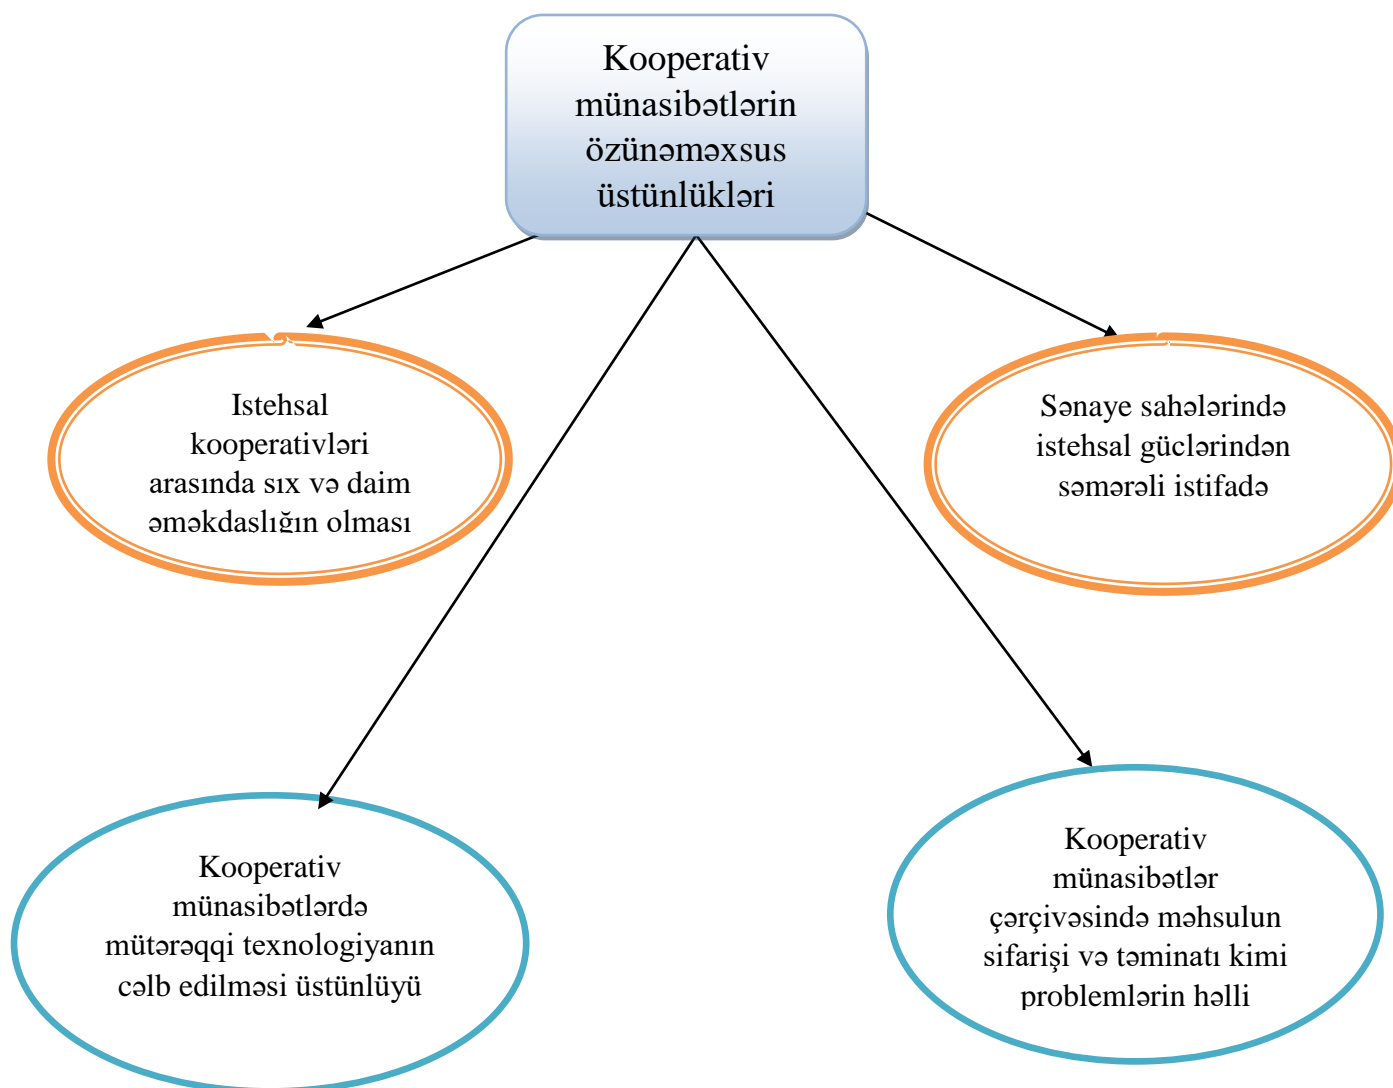 Kooperativ
münasibətlərin
özünəməxsus
üstünlükləri
Istehsal
kooperativləri
arasında sıx və daim
əməkdaslığın olması
Sənaye sahələrində
istehsal güclərindən
səmərəli istifadə
Kooperativ
münasibətlərdə
mütərəqqi texnologiyanın
cəlb edilməsi üstünlüyü
Kooperativ
münasibətlər
çərçivəsində məhsulun
sifarişi və təminatı kimi
problemlərin həlli